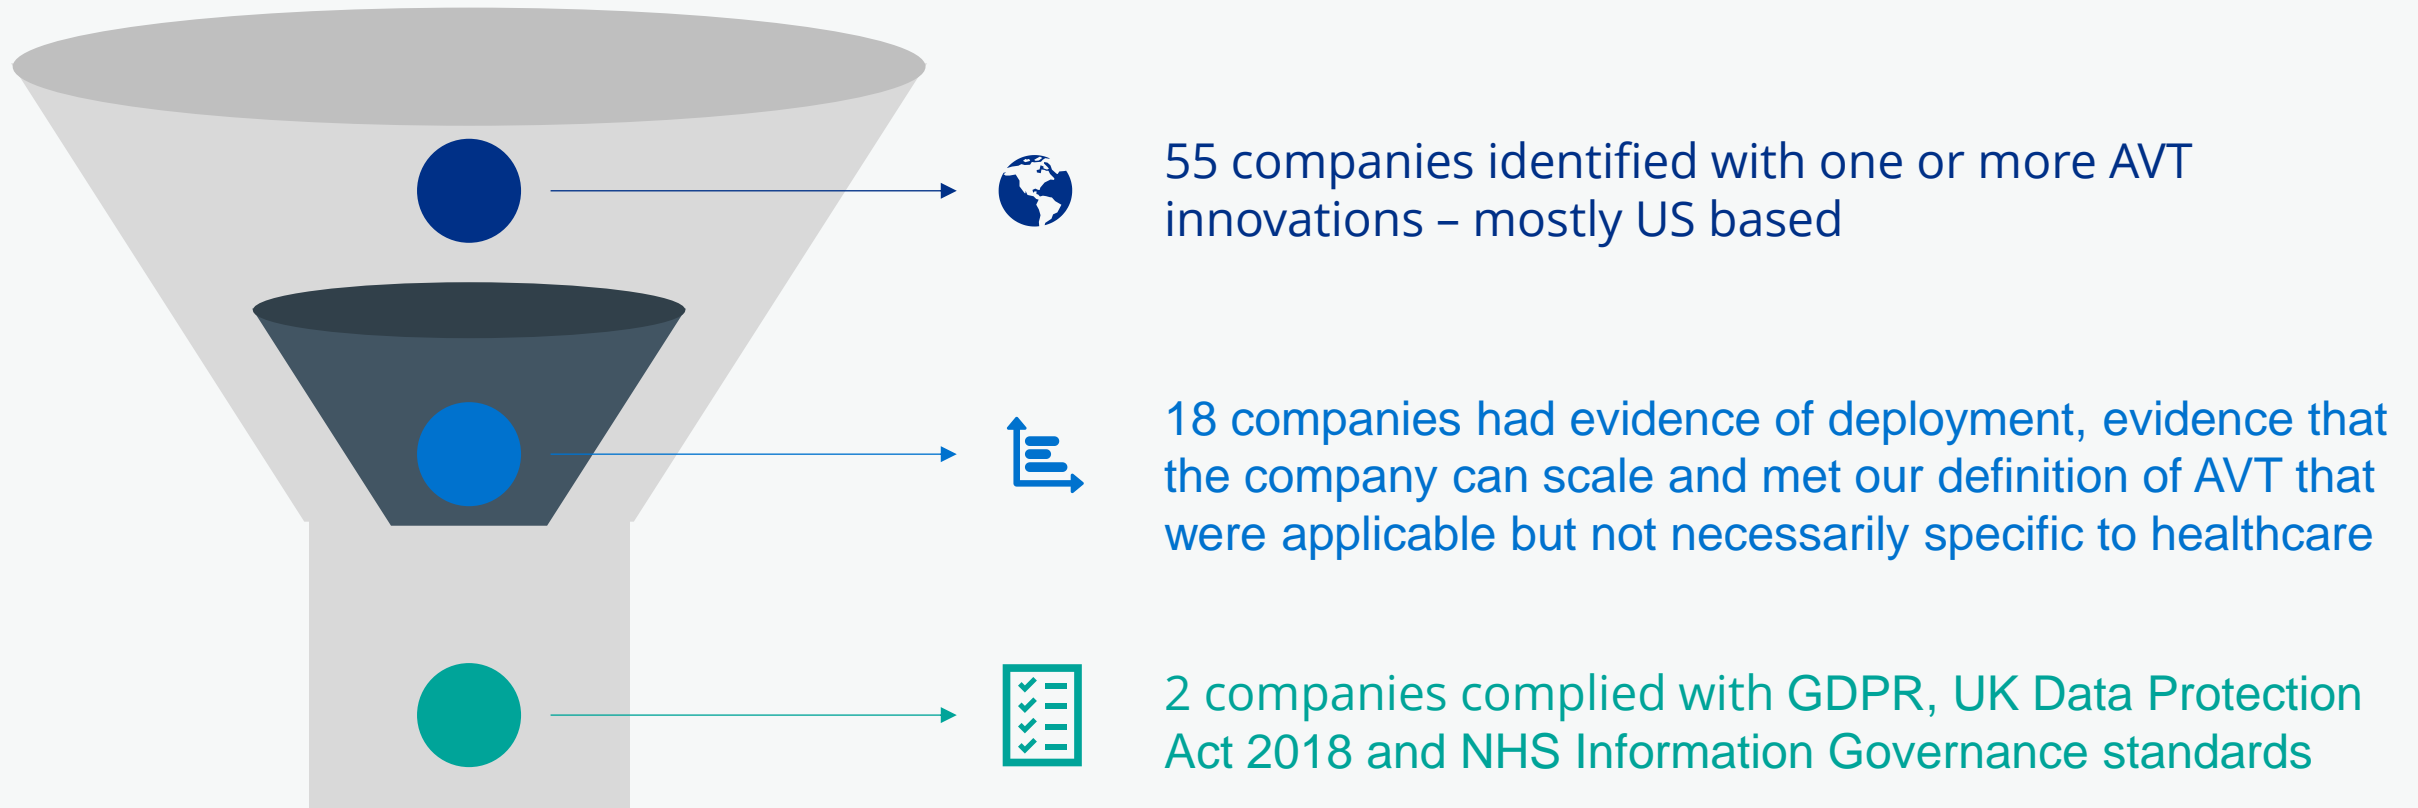 55 companies identified with one or more AVT
innovations – mostly US based
18 companies had evidence of deployment, evidence that
the company can scale and met our definition of AVT that
were applicable but not necessarily specific to healthcare
2 companies complied with GDPR, UK Data Protection
Act 2018 and NHS Information Governance standards